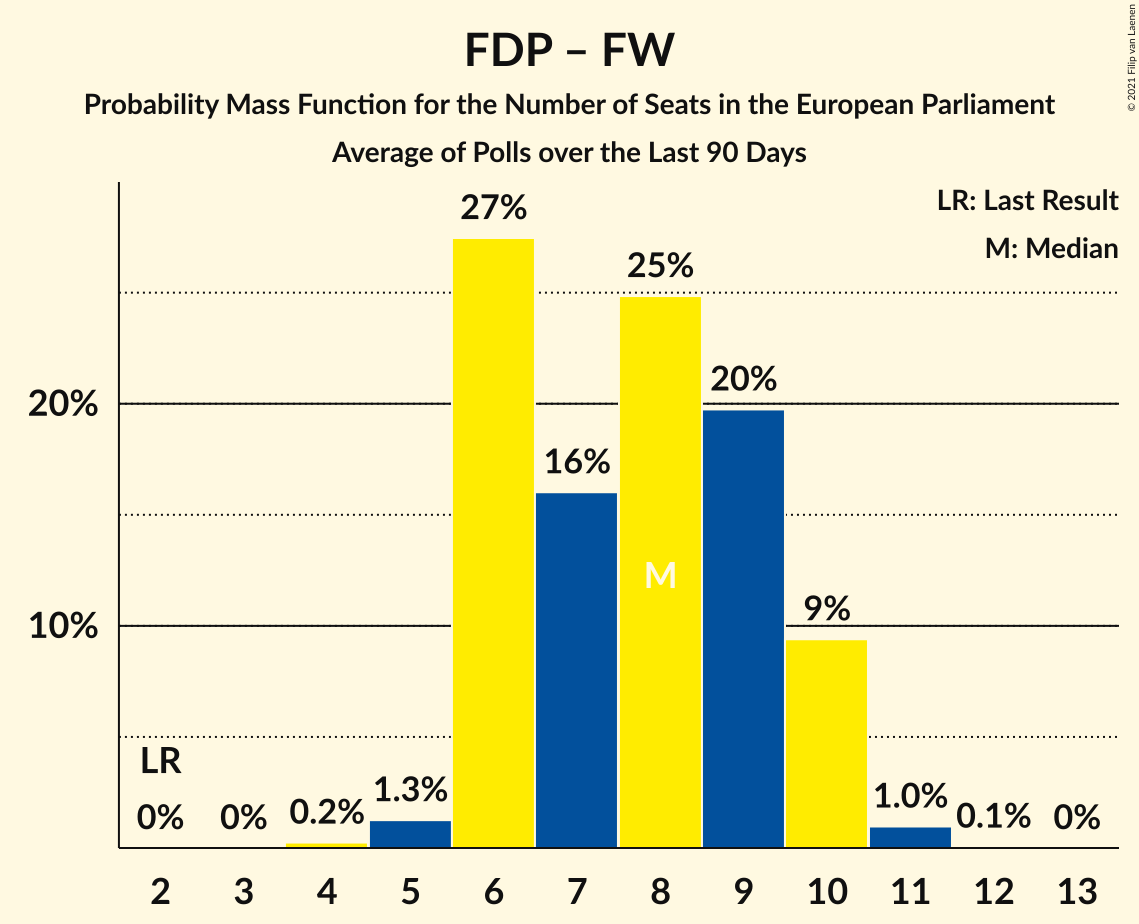 FDP – FW
Probability Mass Function for the Number of Seats in the European Parliament
Average of Polls over the Last 90 Days
© 2021 Filip van Laenen
LR: Last Result
M: Median
27%
25%
20%
20%
16%
M
10%
9%
LR
0%
0%
0.2%
1.3%
1.0%
0.1%
0%
2 3 4 5 6 7 8 9 10 11 12 13